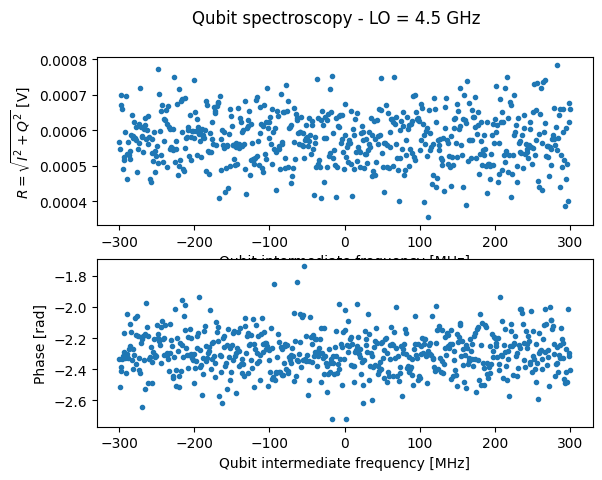 Qubit spectroscopy - LO = 4.5 GHz
R = √I² + Q² [V]
0.0008
0.0007
0.0006
0.0005
0.0004
−300 −200 −100 0 100 200 300
Qubit intermediate frequency [MHz]
Phase [rad]
−1.8
−2.0
−2.2
−2.4
−2.6
−300 −200 −100 0 100 200 300
Qubit intermediate frequency [MHz]